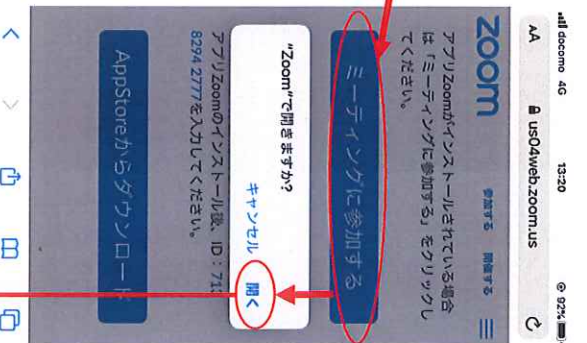 docomo 4G 13:20 92%
AA us04web.zoom.us
zoom 参加する 開催する
アプリZoomがインストールされている場合
は「ミーティングに参加する」をクリックし
てください。
ミーティングに参加する
"Zoom"で開きますか?
キャンセル 開く
アプリZoomのインストール後、ID：71
8294 2777を入力してください。
AppStoreからダウンロード